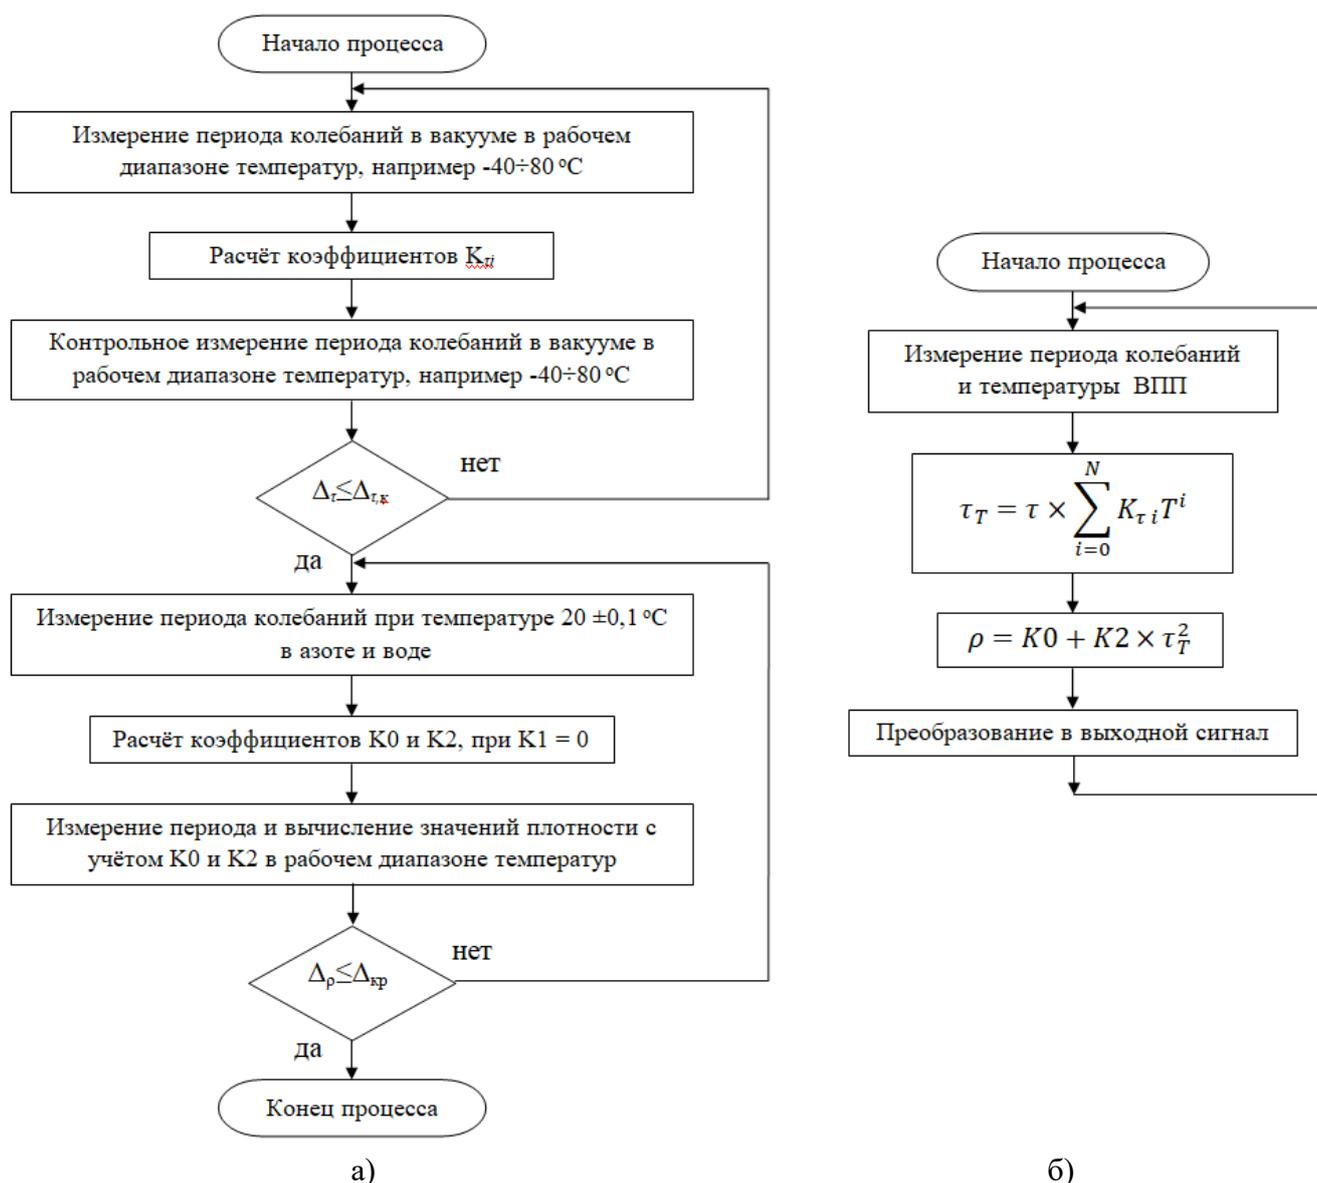 Начало процесса
Измерение периода колебаний в вакууме в рабочем
диапазоне температур, например -40÷80 ºС
Расчёт коэффициентов Kτi
Контрольное измерение периода колебаний в вакууме в
рабочем диапазоне температур, например -40÷80 ºС
Δτ≤Δτ,к
нет
да
Измерение периода колебаний при температуре 20 ±0,1 ºС
в азоте и воде
Расчёт коэффициентов K0 и K2, при K1 = 0
Измерение периода и вычисление значений плотности с
учётом K0 и K2 в рабочем диапазоне температур
Δρ≤Δкр
нет
да
Конец процесса
а)
Начало процесса
Измерение периода колебаний
и температуры ВПП
τ_T = τ × ∑_{i=0}^{N} K_{τ i} T^i
ρ = K0 + K2 × τ_T^2
Преобразование в выходной сигнал
б)